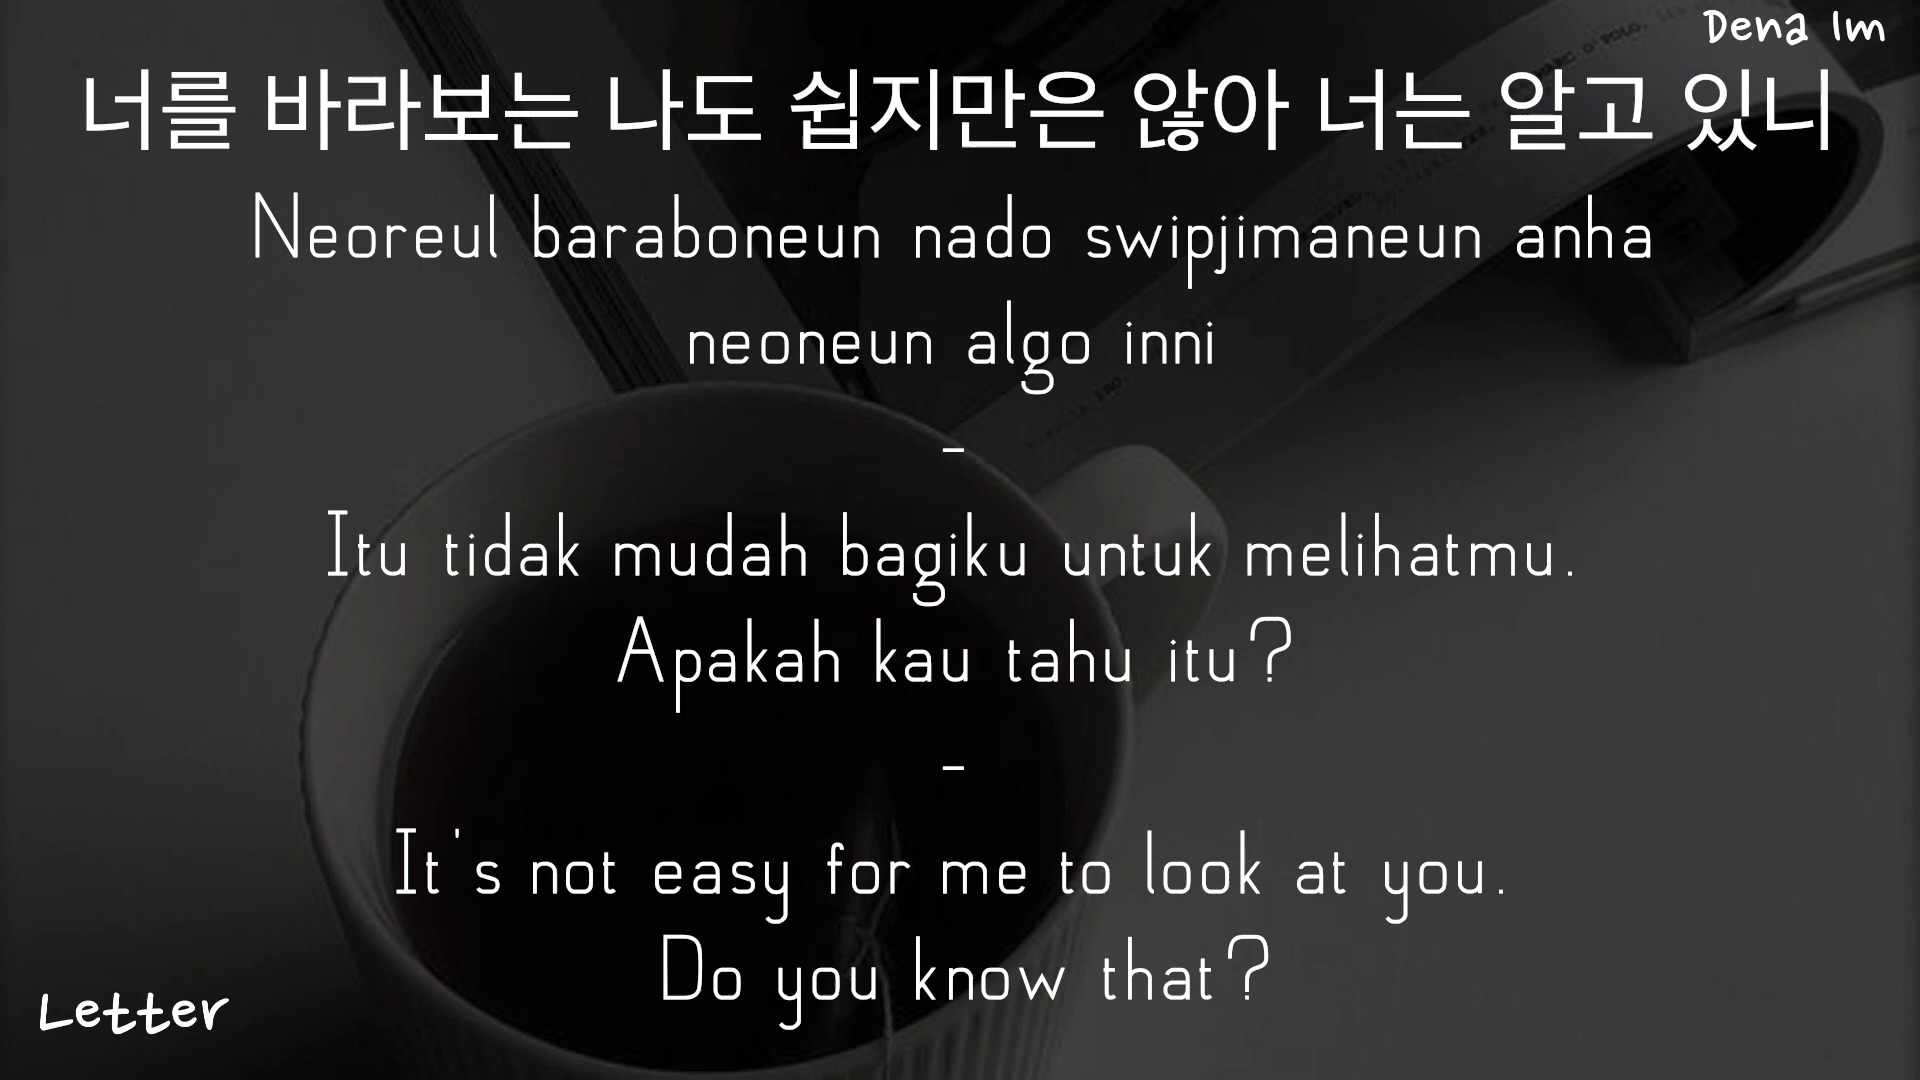 Dena Im
너를 바라보는 나도 쉽지만은 않아 너는 알고 있니
Neoreul baraboneun nado swipjimaneun anha
neoneun algo inni
-
Itu tidak mudah bagiku untuk melihatmu.
Apakah kau tahu itu?
-
It's not easy for me to look at you.
Do you know that?
Letter